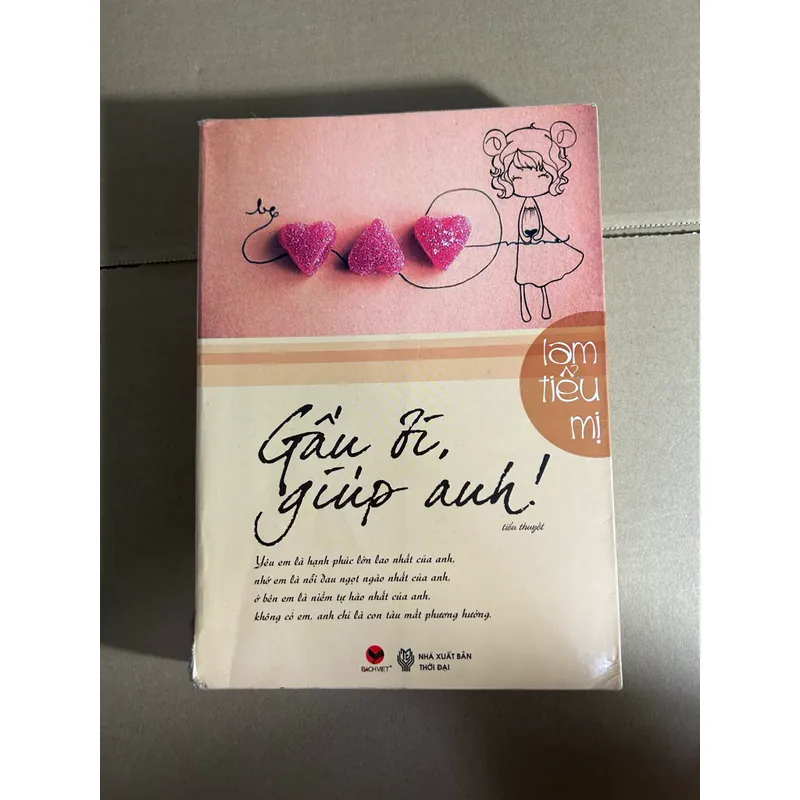 be
lam
tiểu
mị
Gấu ơi,
giúp anh!
tiểu thuyết
Yêu em là hạnh phúc lớn lao nhất của anh,
nhớ em là nỗi đau ngọt ngào nhất của anh,
ở bên em là niềm tự hào nhất của anh,
không có em, anh chỉ là con tàu mất phương hướng.
BACHVIET
NHÀ XUẤT BẢN
THỜI ĐẠI